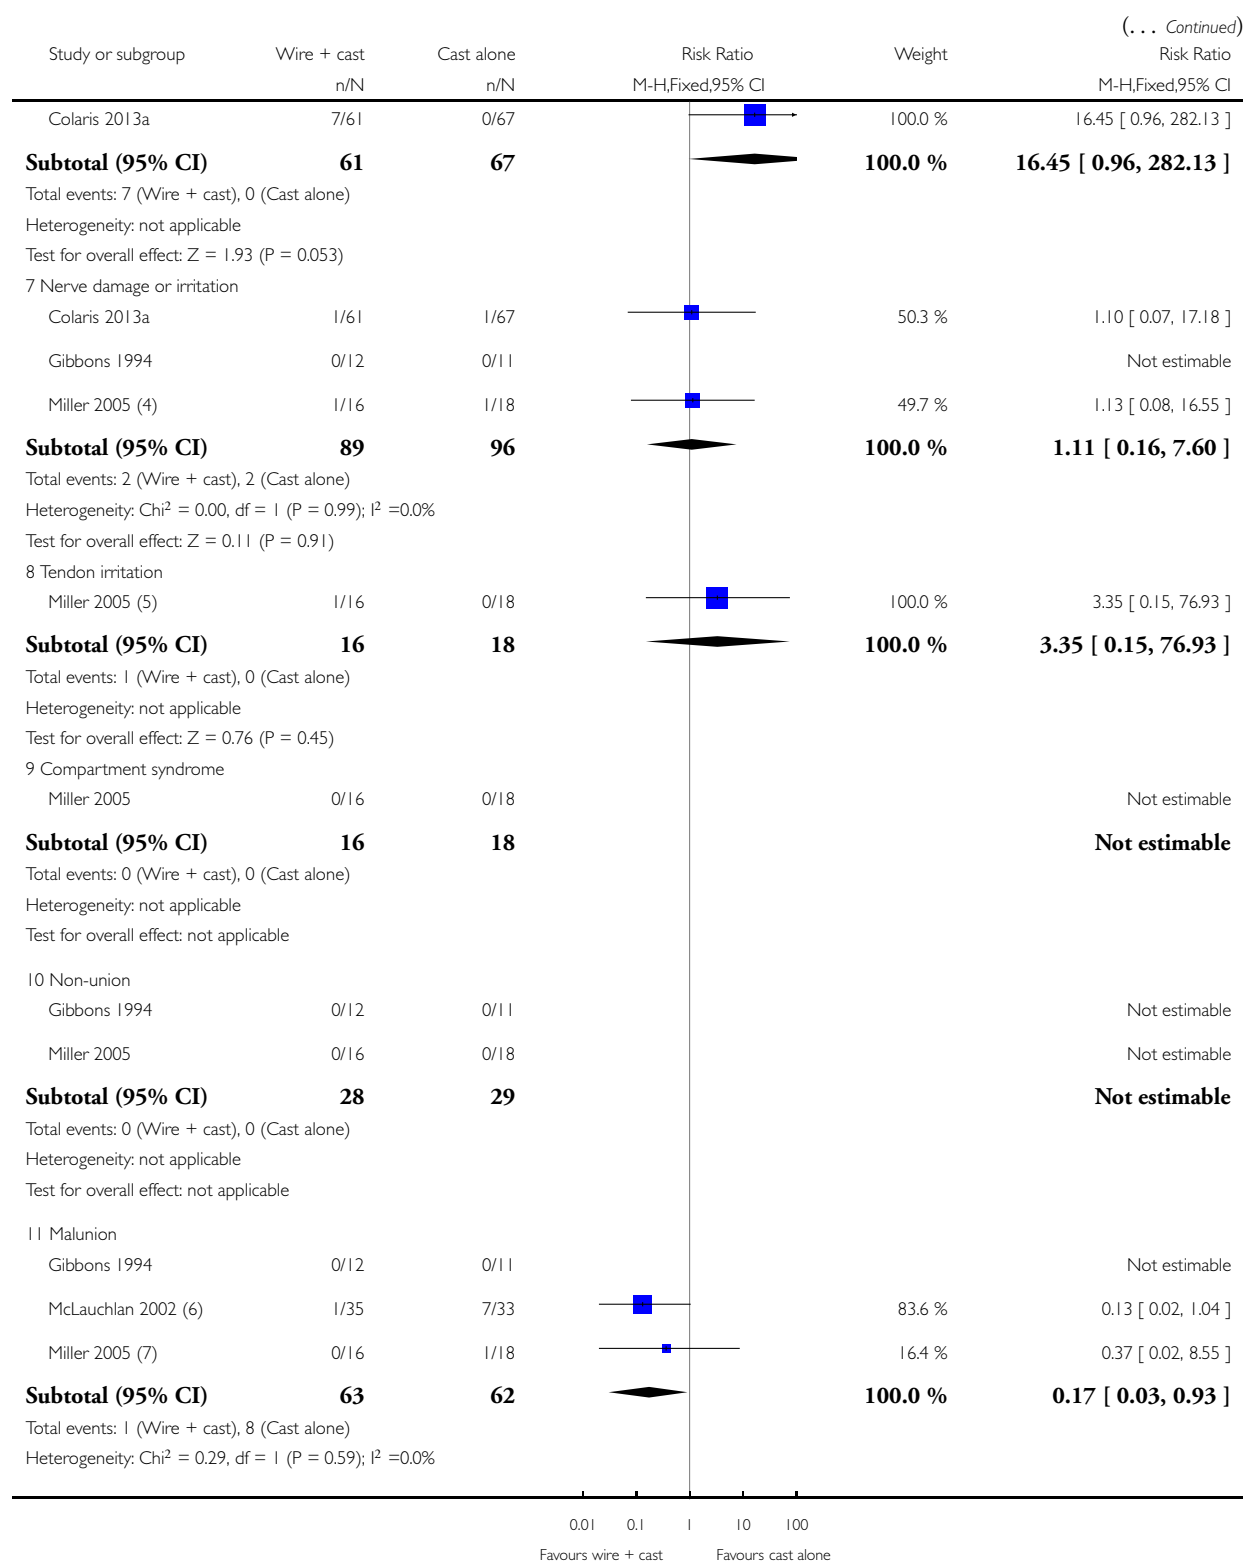 (... Continued)
Study or subgroup Wire + cast Cast alone Risk Ratio Weight Risk Ratio
n/N n/N M-H,Fixed,95% CI M-H,Fixed,95% CI
Colaris 2013a 7/61 0/67 100.0 % 16.45 [ 0.96, 282.13 ]
Subtotal (95% CI) 61 67 100.0 % 16.45 [ 0.96, 282.13 ]
Total events: 7 (Wire + cast), 0 (Cast alone)
Heterogeneity: not applicable
Test for overall effect: Z = 1.93 (P = 0.053)
7 Nerve damage or irritation
Colaris 2013a 1/61 1/67 50.3 % 1.10 [ 0.07, 17.18 ]
Gibbons 1994 0/12 0/11 Not estimable
Miller 2005 (4) 1/16 1/18 49.7 % 1.13 [ 0.08, 16.55 ]
Subtotal (95% CI) 89 96 100.0 % 1.11 [ 0.16, 7.60 ]
Total events: 2 (Wire + cast), 2 (Cast alone)
Heterogeneity: Chi² = 0.00, df = 1 (P = 0.99); I² =0.0%
Test for overall effect: Z = 0.11 (P = 0.91)
8 Tendon irritation
Miller 2005 (5) 1/16 0/18 100.0 % 3.35 [ 0.15, 76.93 ]
Subtotal (95% CI) 16 18 100.0 % 3.35 [ 0.15, 76.93 ]
Total events: 1 (Wire + cast), 0 (Cast alone)
Heterogeneity: not applicable
Test for overall effect: Z = 0.76 (P = 0.45)
9 Compartment syndrome
Miller 2005 0/16 0/18 Not estimable
Subtotal (95% CI) 16 18 Not estimable
Total events: 0 (Wire + cast), 0 (Cast alone)
Heterogeneity: not applicable
Test for overall effect: not applicable
10 Non-union
Gibbons 1994 0/12 0/11 Not estimable
Miller 2005 0/16 0/18 Not estimable
Subtotal (95% CI) 28 29 Not estimable
Total events: 0 (Wire + cast), 0 (Cast alone)
Heterogeneity: not applicable
Test for overall effect: not applicable
11 Malunion
Gibbons 1994 0/12 0/11 Not estimable
McLauchlan 2002 (6) 1/35 7/33 83.6 % 0.13 [ 0.02, 1.04 ]
Miller 2005 (7) 0/16 1/18 16.4 % 0.37 [ 0.02, 8.55 ]
Subtotal (95% CI) 63 62 100.0 % 0.17 [ 0.03, 0.93 ]
Total events: 1 (Wire + cast), 8 (Cast alone)
Heterogeneity: Chi² = 0.29, df = 1 (P = 0.59); I² =0.0%
0.01 0.1 1 10 100
Favours wire + cast Favours cast alone